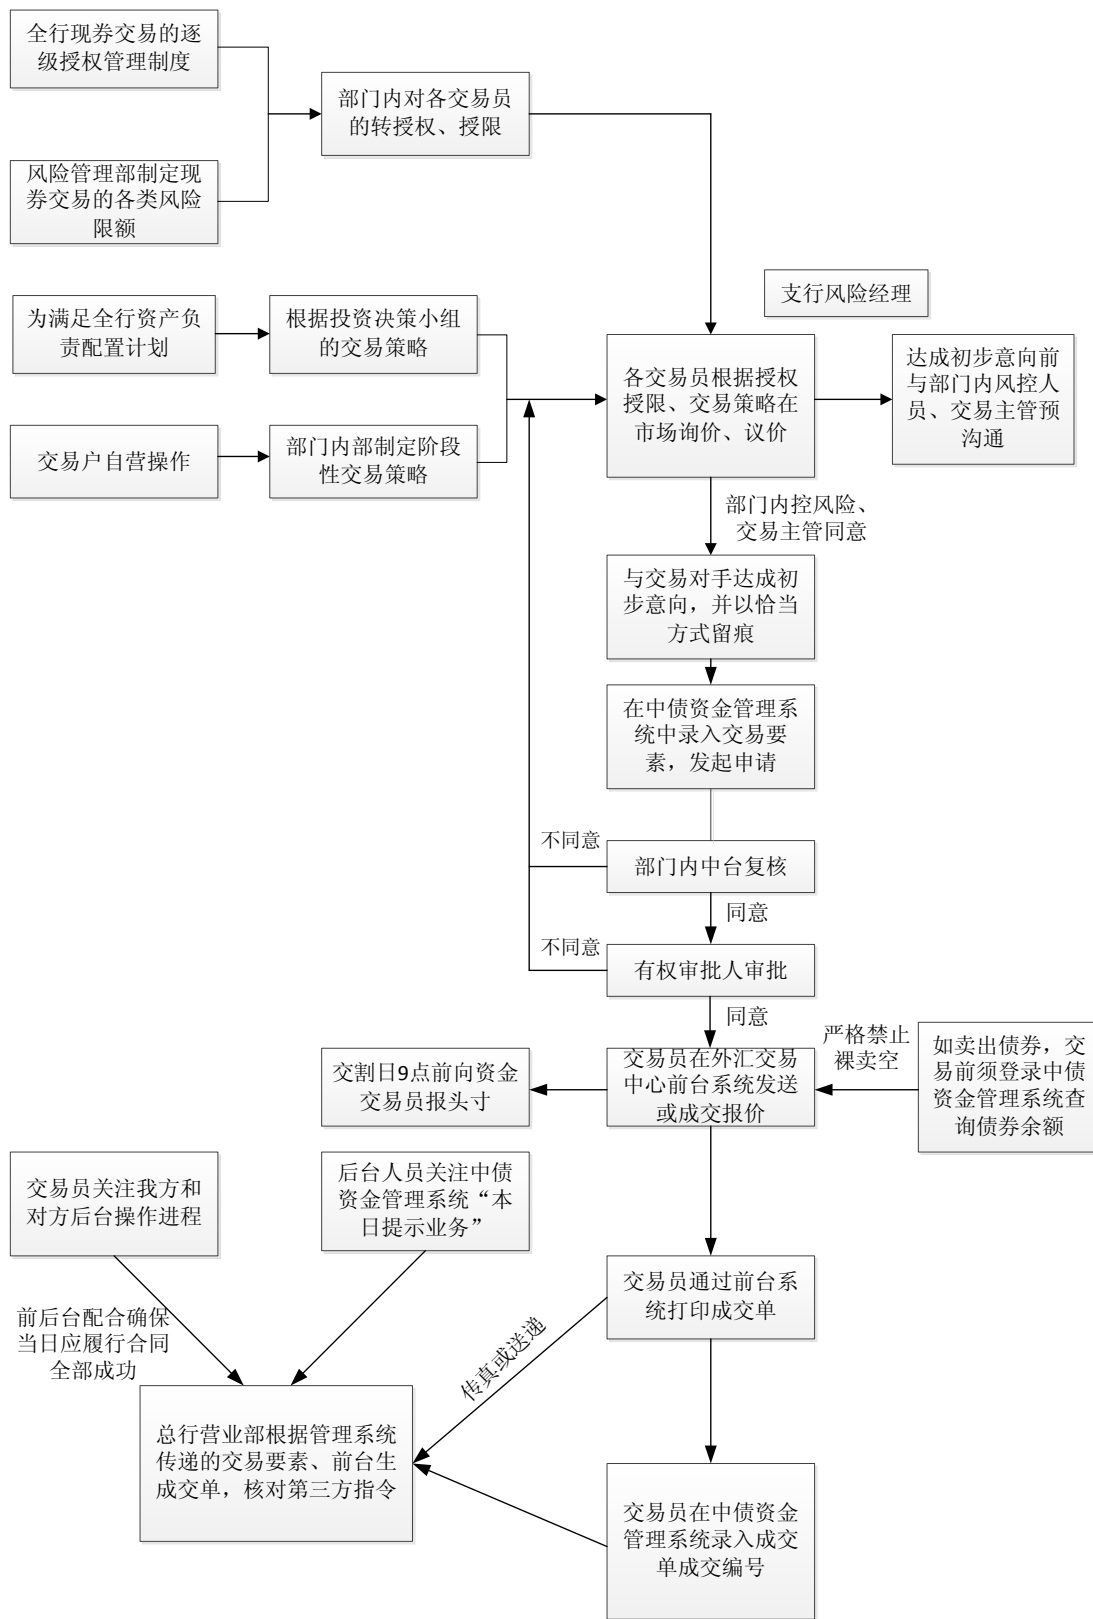 全行现券交易的逐
级授权管理制度
部门内对各交易员
的转授权、授限
风险管理部制定现
券交易的各类风险
限额
支行风险经理
为满足全行资产负
责配置计划
根据投资决策小组
的交易策略
各交易员根据授权
授限、交易策略在
市场询价、议价
达成初步意向前
与部门内风控人
员、交易主管预
沟通
交易户自营操作
部门内部制定阶段
性交易策略
部门内控风险、
交易主管同意
与交易对手达成初
步意向，并以恰当
方式留痕
在中债资金管理系
统中录入交易要
素，发起申请
不同意
部门内中台复核
同意
不同意
有权审批人审批
同意
交割日9点前向资金
交易员报头寸
交易员在外汇交易
中心前台系统发送
或成交报价
严格禁止
裸卖空
如卖出债券，交
易前须登录中债
资金管理系统查
询债券余额
交易员关注我方和
对方后台操作进程
后台人员关注中债
资金管理系统“本
日提示业务”
交易员通过前台系
统打印成交单
前后台配合确保
当日应履行合同
全部成功
传真或送递
总行营业部根据管理系统
传递的交易要素、前台生
成交单，核对第三方指令
交易员在中债资金
管理系统录入成交
单成交编号